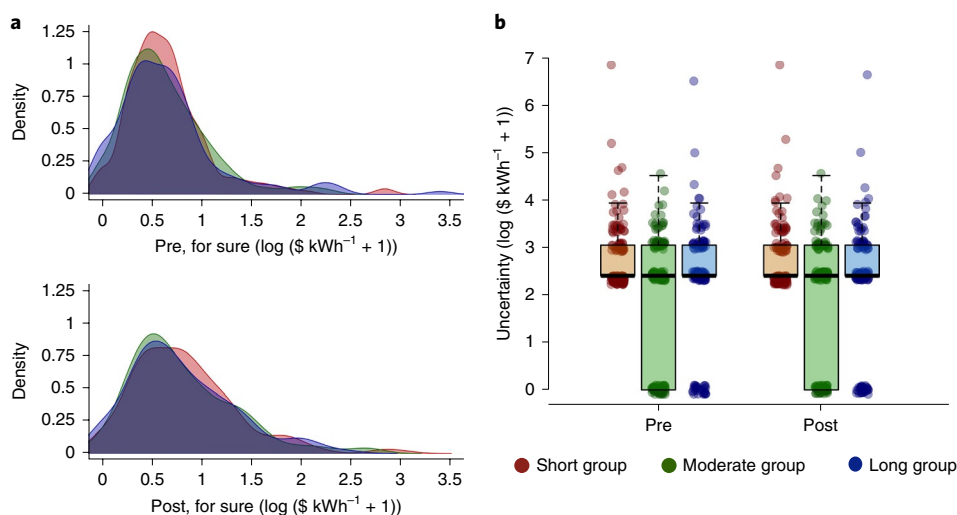 a
1.25
1
0.75
0.5
0.25
0
Density
0 0.5 1 1.5 2 2.5 3 3.5
Pre, for sure (log ($ kWh⁻¹ + 1))
1.25
1
0.75
0.5
0.25
0
Density
0 0.5 1 1.5 2 2.5 3 3.5
Post, for sure (log ($ kWh⁻¹ + 1))
b
7
6
5
4
3
2
1
0
Uncertainty (log ($ kWh⁻¹ + 1))
Pre Post
Short group Moderate group Long group